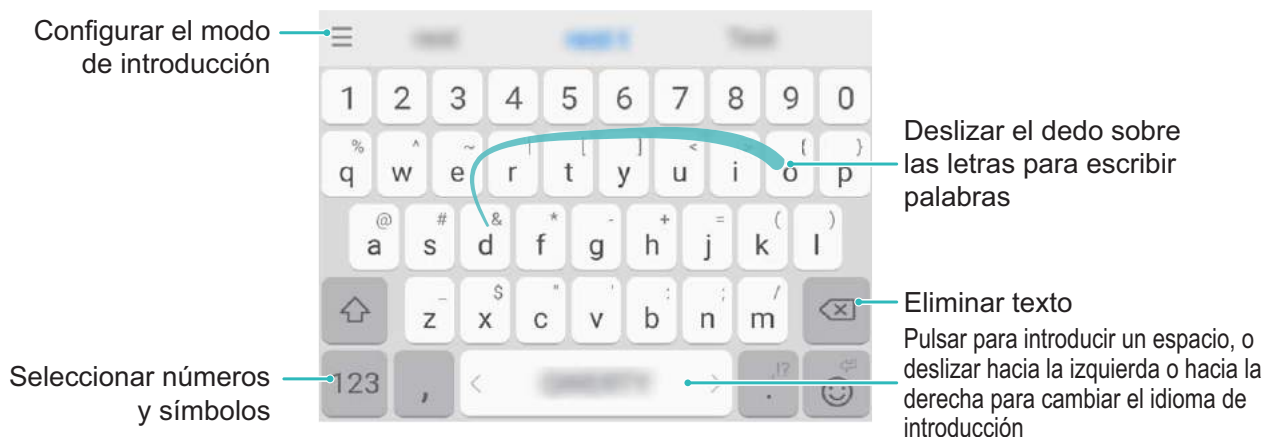 Configurar el modo
de introducción
1 2 3 4 5 6 7 8 9 0
% ^ ~ | [ ] < { }
q w e r t y u i o p
Deslizar el dedo sobre
las letras para escribir
palabras
@ # & * - + = ( )
a s d f g h j k l
_ $ " ' : ; /
z x c v b n m
Eliminar texto
Pulsar para introducir un espacio, o
deslizar hacia la izquierda o hacia la
derecha para cambiar el idioma de
introducción
Seleccionar números
y símbolos
123 , < QWERTY > . ,!?